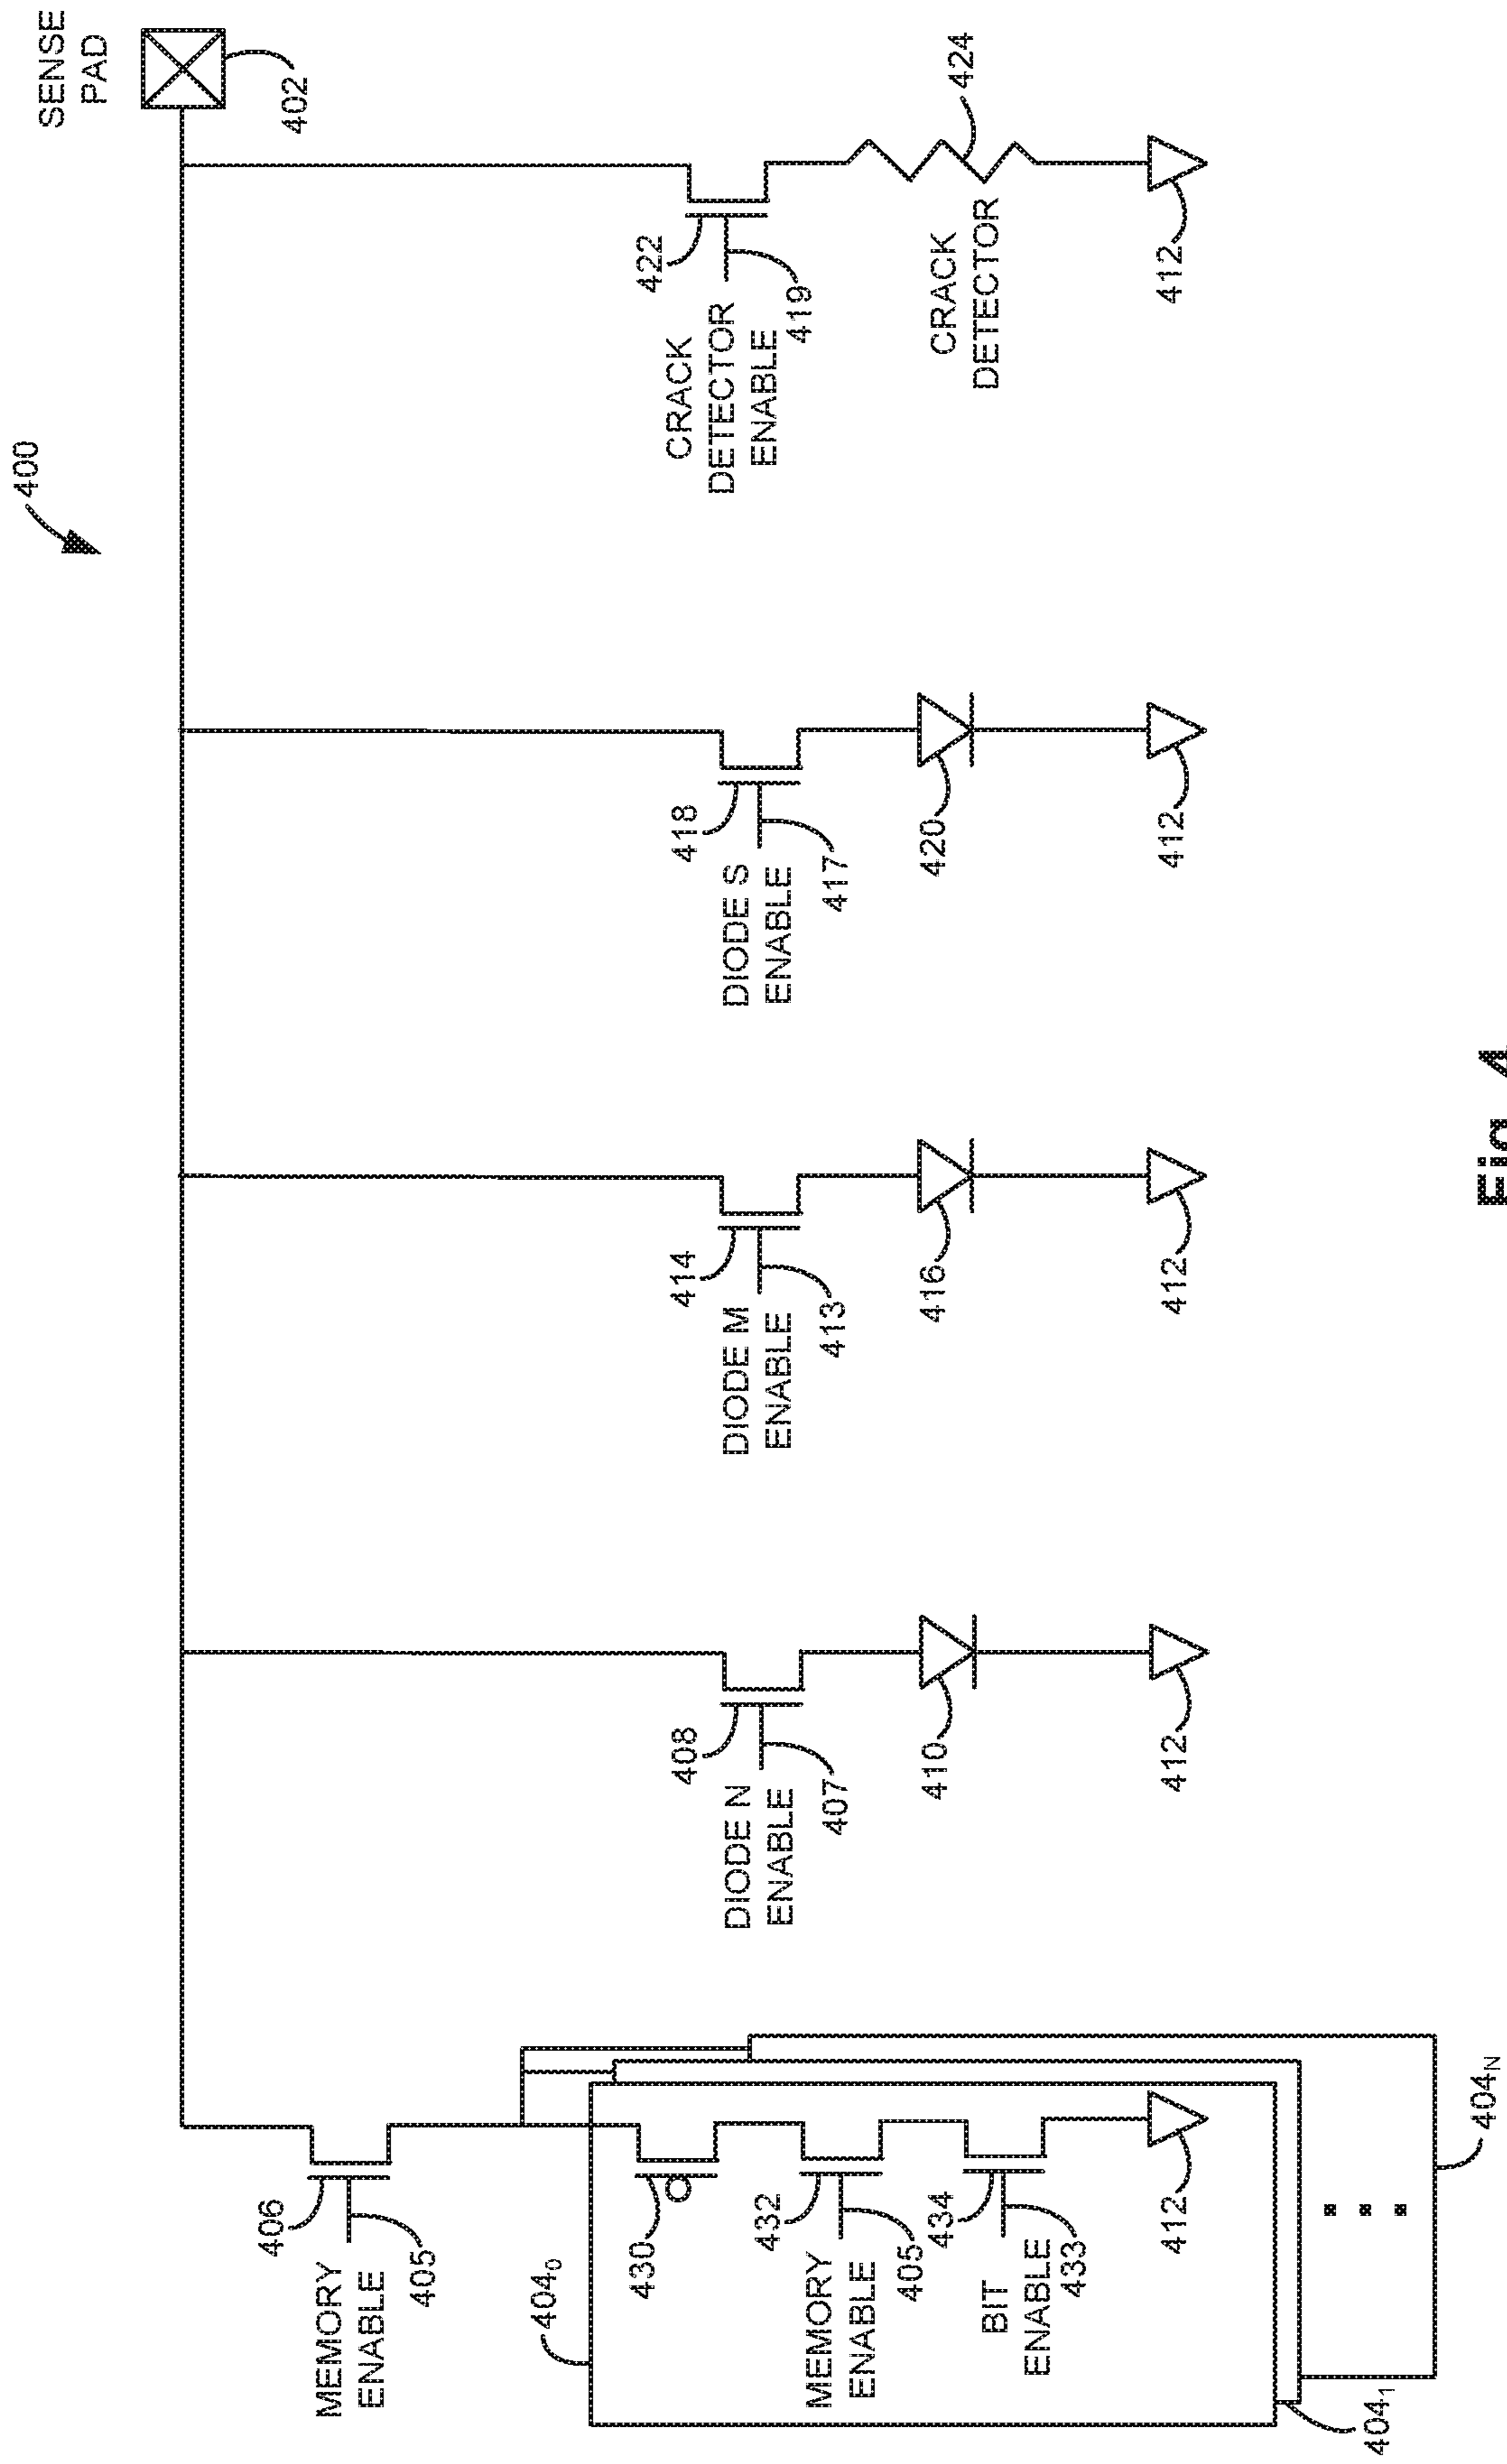 400
SENSE
PAD
402
MEMORY
ENABLE
406
405
404₀
430
432
MEMORY
ENABLE
405
434
BIT
ENABLE
433
412
404₁
404N
DIODE N
ENABLE
408
407
410
412
DIODE M
ENABLE
414
413
416
412
DIODE S
ENABLE
418
417
420
412
CRACK
DETECTOR
ENABLE
422
419
424
CRACK
DETECTOR
412
Fig. 4